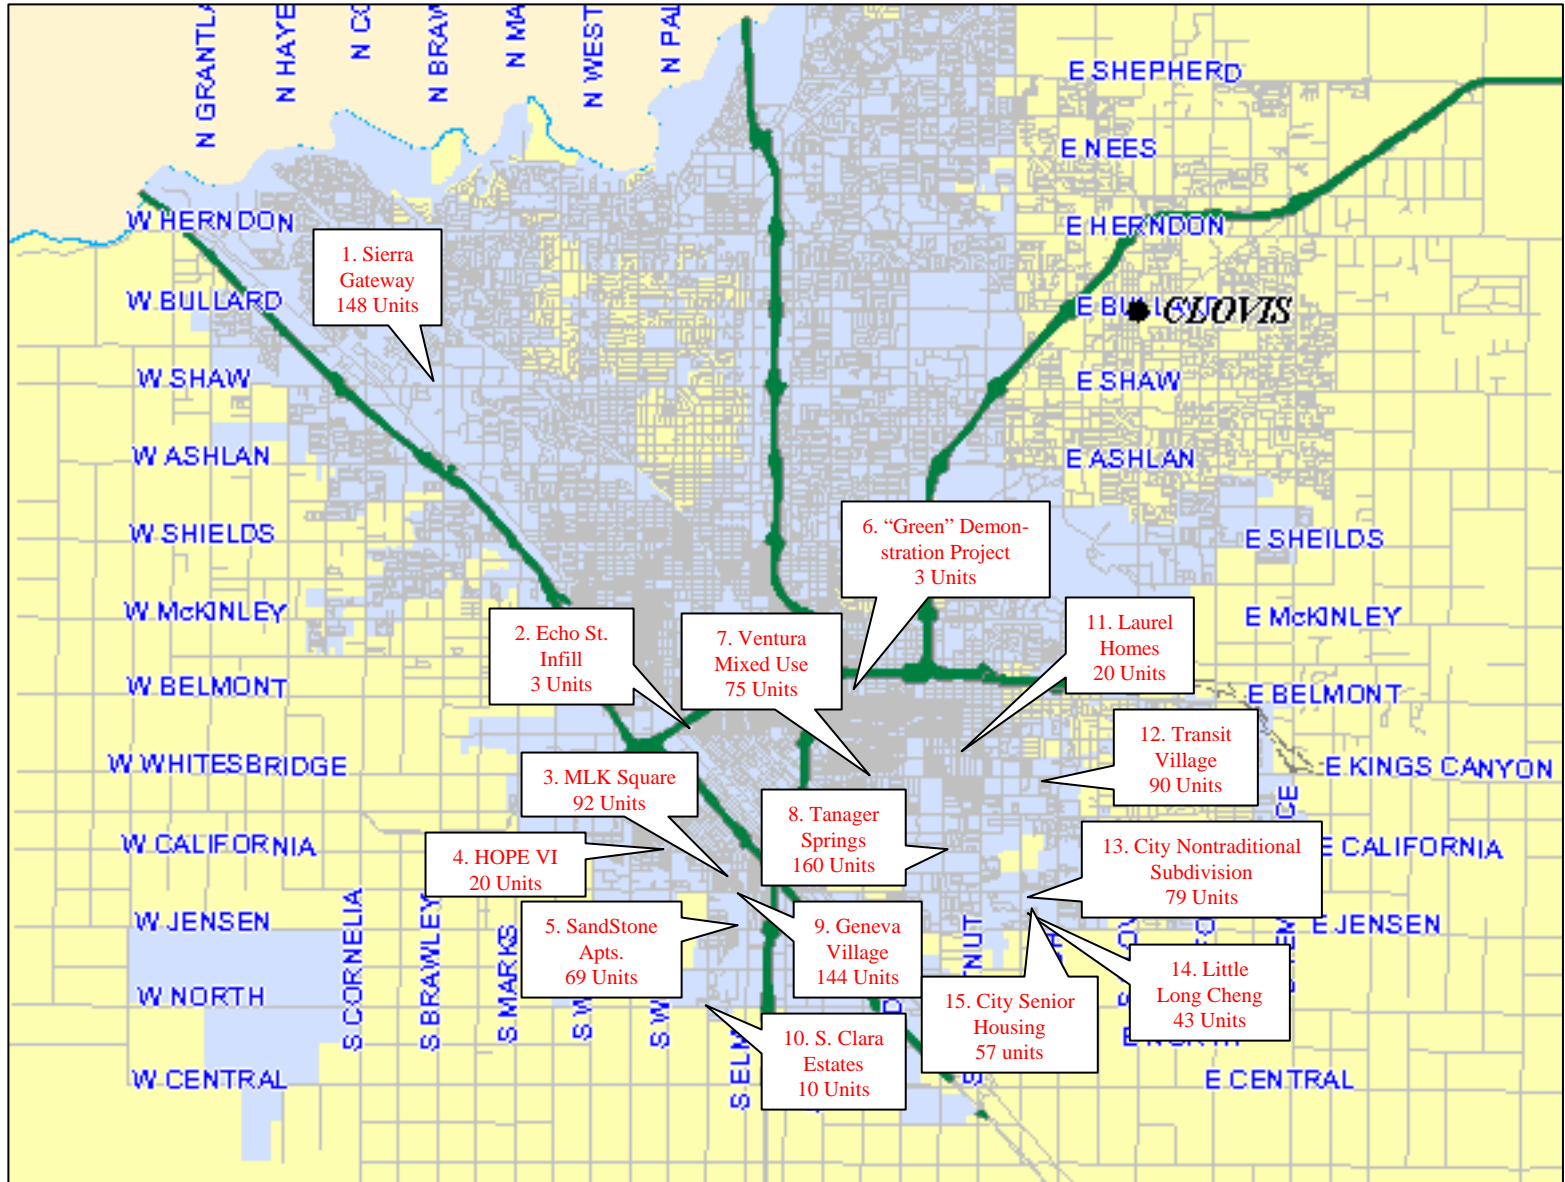 N GRANTLA
N HAYE
N CO
N BRAW
N MA
N WEST
N PAL
E SHEPHERD
E NEES
W HERNDON
E HERNDON
1. Sierra
Gateway
148 Units
W BULLARD
E BULLARD
CLOVIS
W SHAW
E SHAW
W ASHLAN
E ASHLAN
W SHIELDS
6. “Green” Demon-
stration Project
3 Units
E SHEILDS
W McKINLEY
E McKINLEY
2. Echo St.
Infill
3 Units
7. Ventura
Mixed Use
75 Units
11. Laurel
Homes
20 Units
W BELMONT
E BELMONT
12. Transit
Village
90 Units
W WHITESBRIDGE
E KINGS CANYON
3. MLK Square
92 Units
8. Tanager
Springs
160 Units
W CALIFORNIA
E CALIFORNIA
4. HOPE VI
20 Units
13. City Nontraditional
Subdivision
79 Units
W JENSEN
E JENSEN
5. SandStone
Apts.
69 Units
9. Geneva
Village
144 Units
14. Little
Long Cheng
43 Units
15. City Senior
Housing
57 units
W NORTH
E NORTH
10. S. Clara
Estates
10 Units
W CENTRAL
E CENTRAL
S CORNELIA
S BRAWLEY
S MARKS
S W
S W
S ELM
TNUT